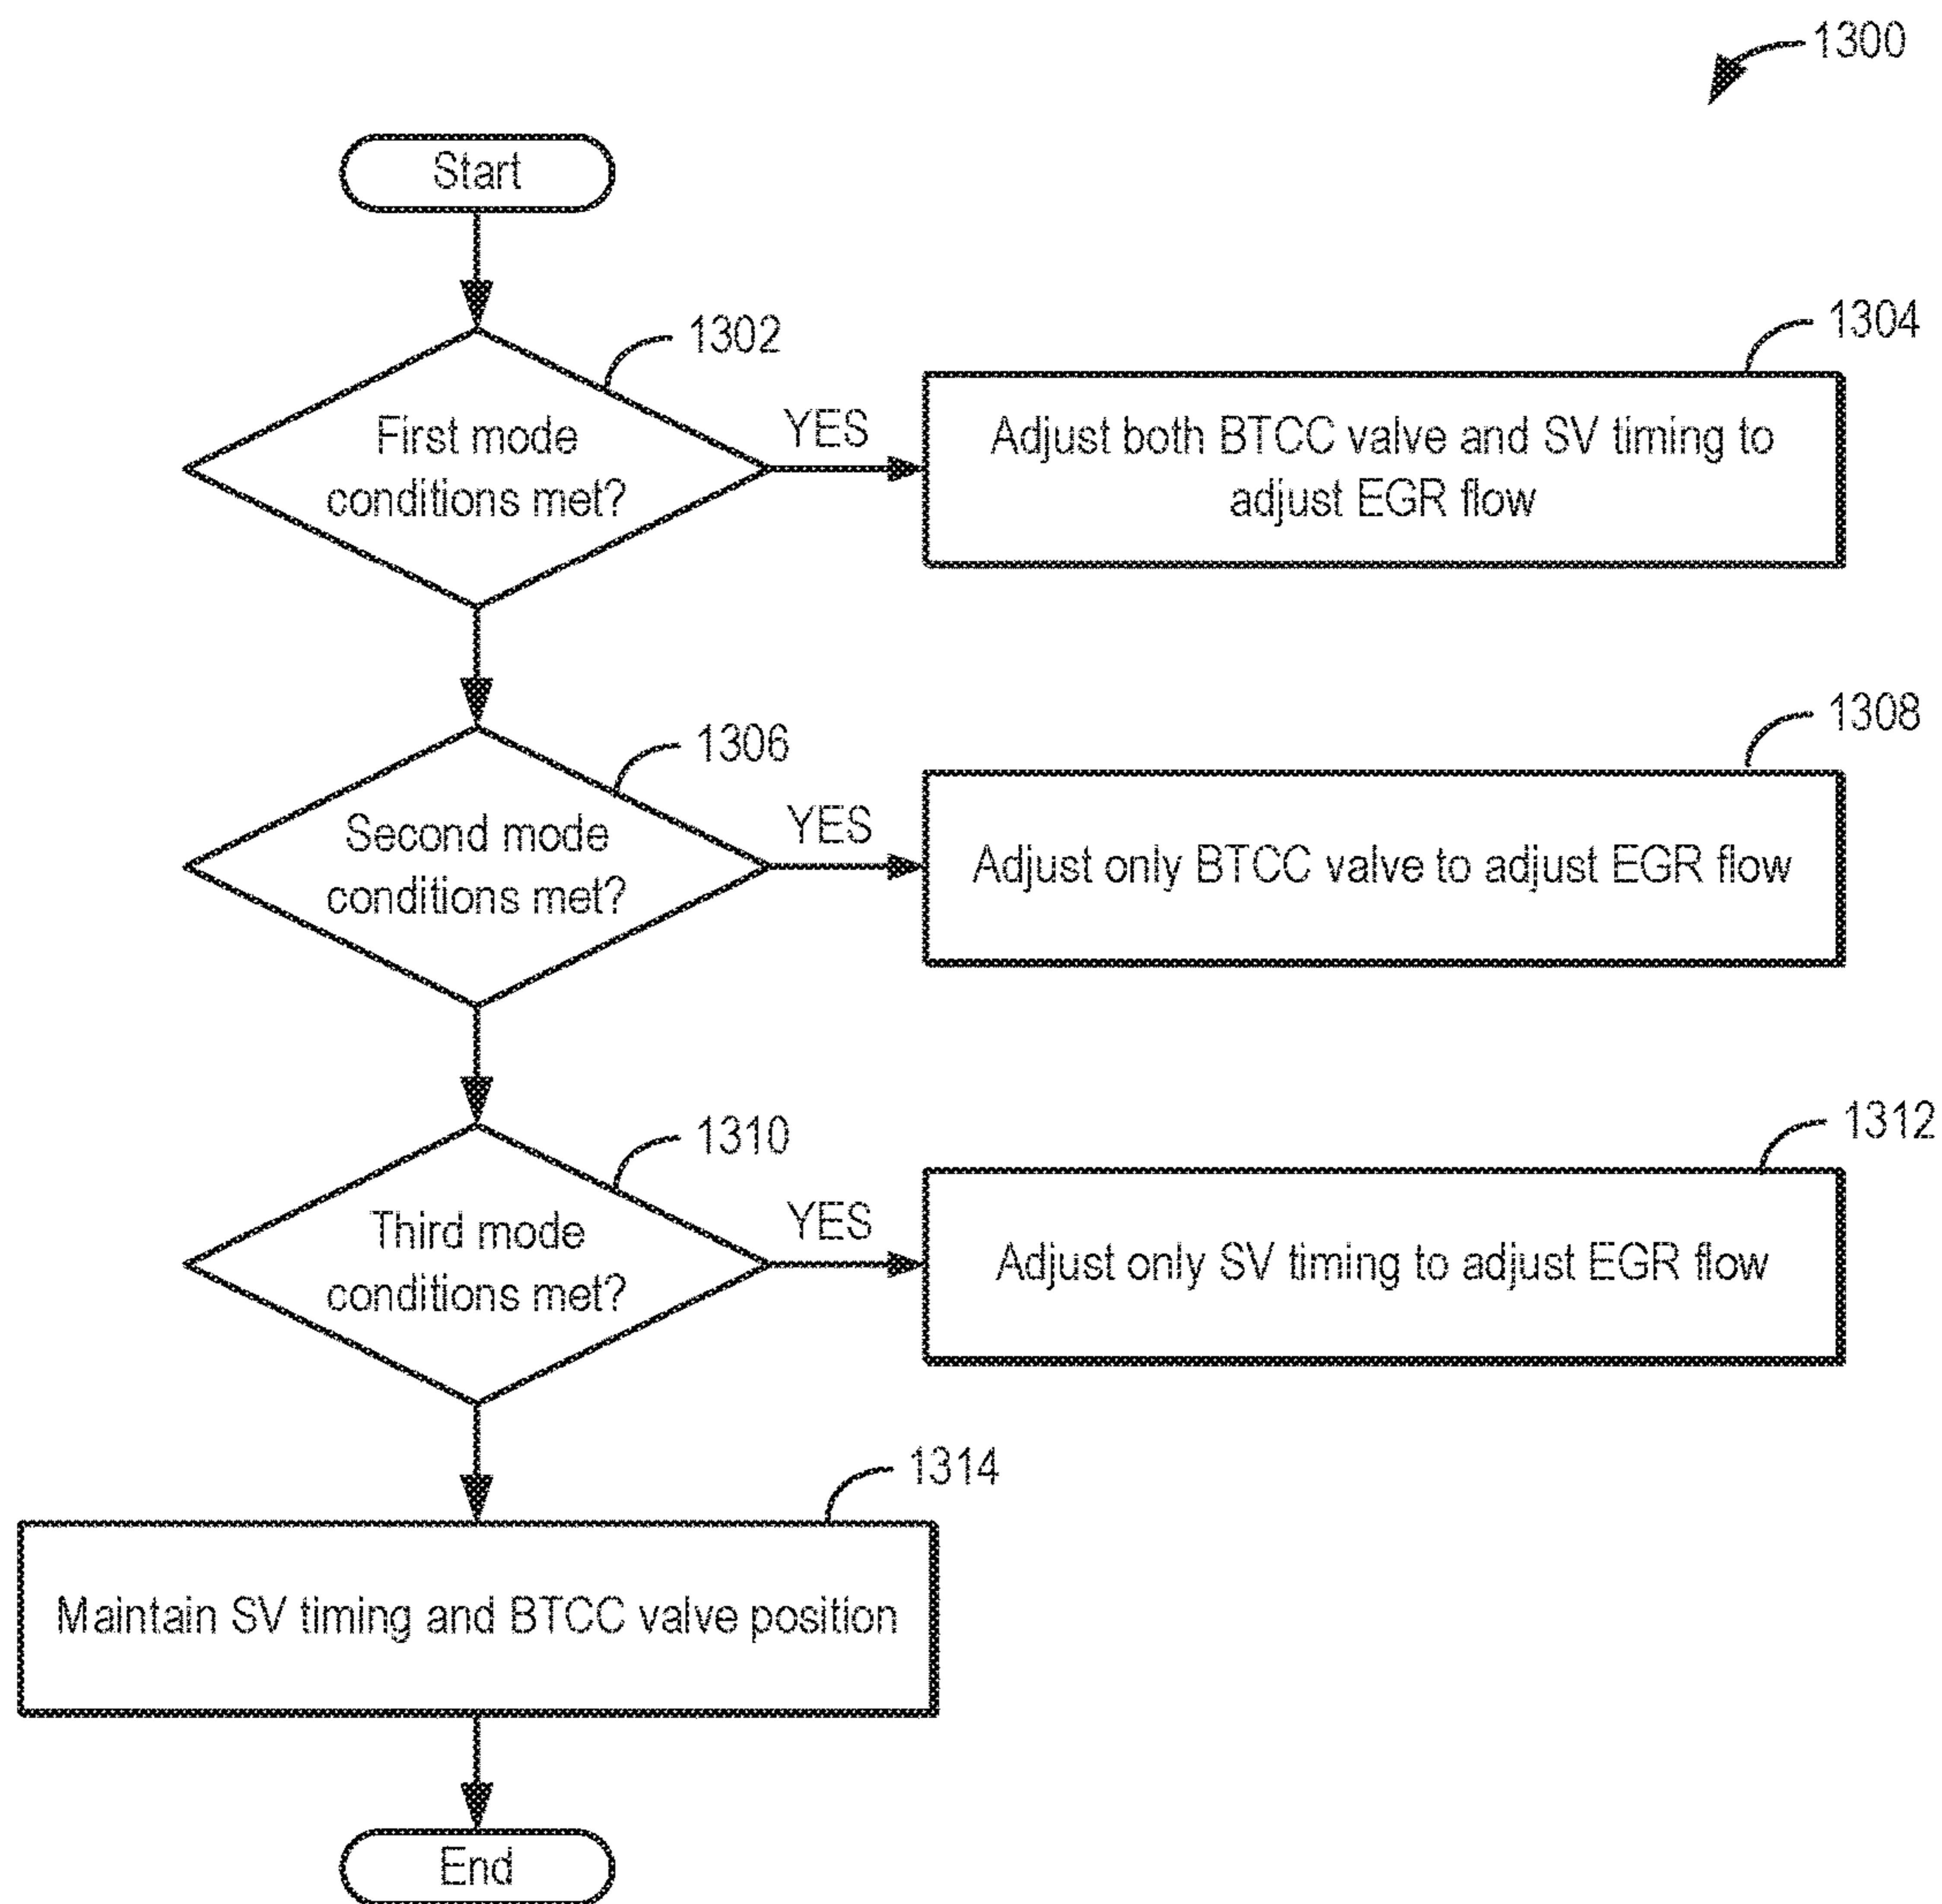 1300
Start
1302
First mode
conditions met?
YES
1304
Adjust both BTCC valve and SV timing to
adjust EGR flow
1306
Second mode
conditions met?
YES
1308
Adjust only BTCC valve to adjust EGR flow
1310
Third mode
conditions met?
YES
1312
Adjust only SV timing to adjust EGR flow
1314
Maintain SV timing and BTCC valve position
End